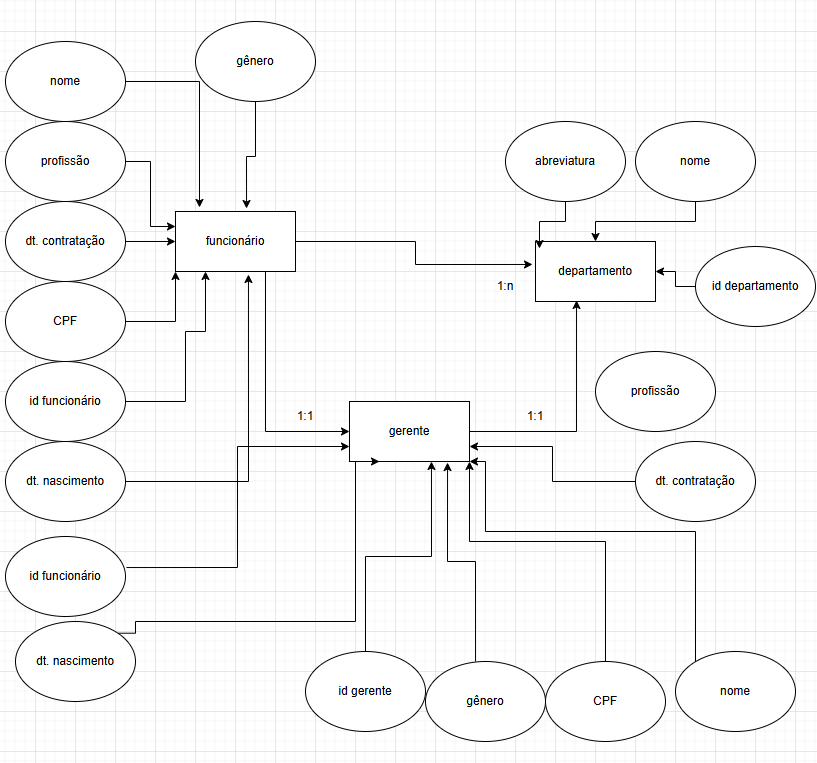 gênero
nome
profissão
abreviatura
nome
dt. contratação
funcionário
departamento
id departamento
1:n
CPF
profissão
id funcionário
1:1
gerente
1:1
dt. nascimento
dt. contratação
id funcionário
dt. nascimento
id gerente
gênero
CPF
nome